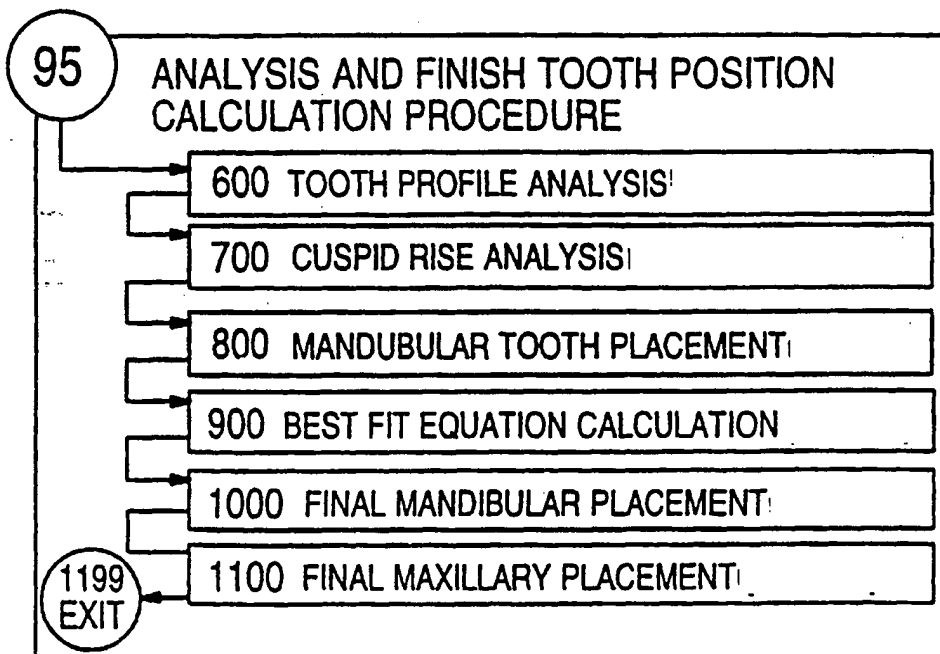 95
ANALYSIS AND FINISH TOOTH POSITION
CALCULATION PROCEDURE
600 TOOTH PROFILE ANALYSIS
700 CUSPID RISE ANALYSIS
800 MANDUBULAR TOOTH PLACEMENT
900 BEST FIT EQUATION CALCULATION
1000 FINAL MANDIBULAR PLACEMENT
1100 FINAL MAXILLARY PLACEMENT
1199
EXIT